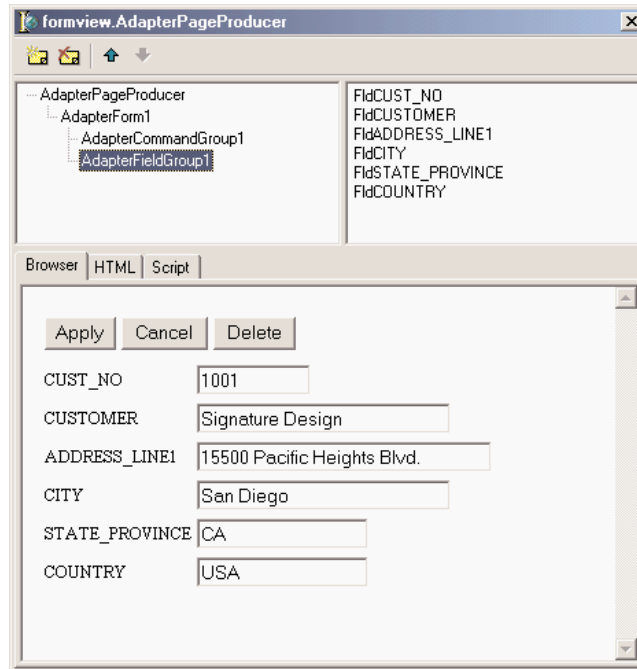 formview.AdapterPageProducer
AdapterPageProducer
AdapterForm1
AdapterCommandGroup1
AdapterFieldGroup1
FldCUST_NO
FldCUSTOMER
FldADDRESS_LINE1
FldCITY
FldSTATE_PROVINCE
FldCOUNTRY
Browser HTML Script
Apply Cancel Delete
CUST_NO 1001
CUSTOMER Signature Design
ADDRESS_LINE1 15500 Pacific Heights Blvd.
CITY San Diego
STATE_PROVINCE CA
COUNTRY USA